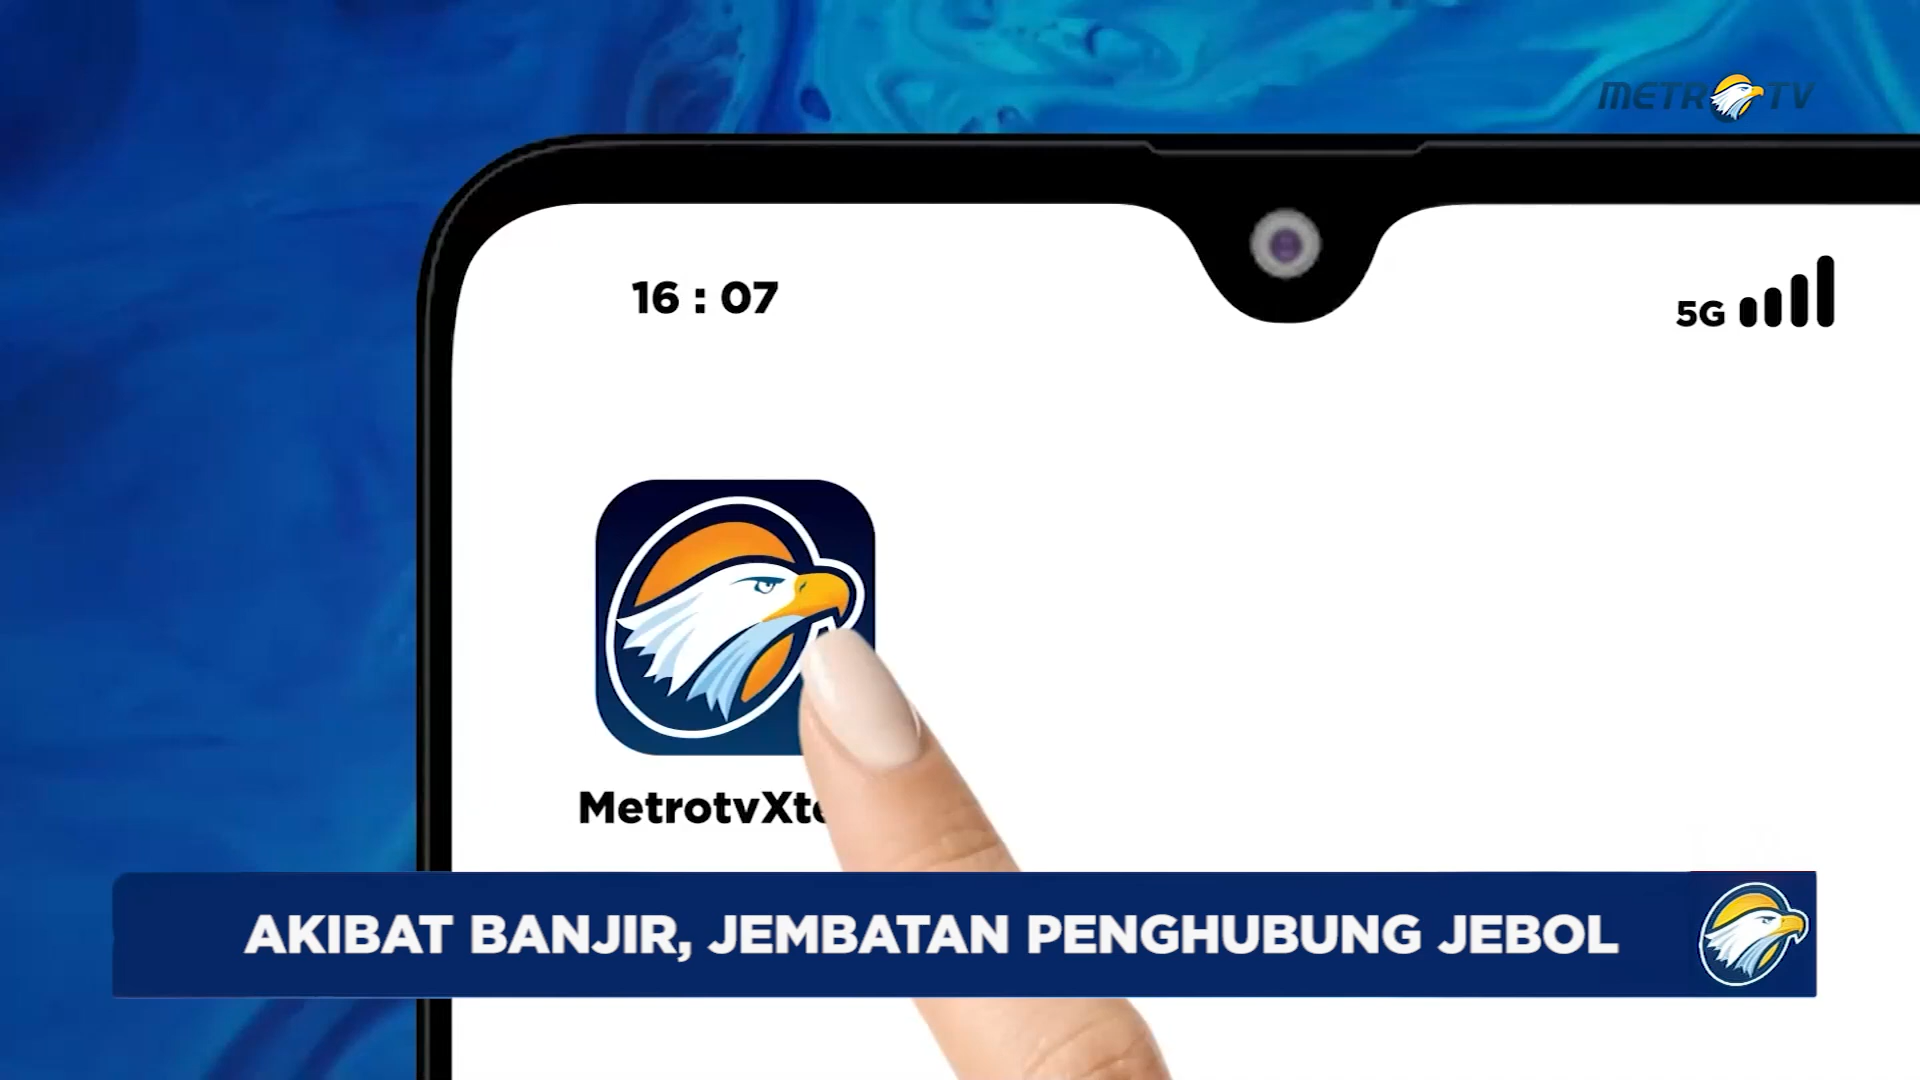 METRO TV
16 : 07
5G
AKIBAT BANJIR, JEMBATAN PENGHUBUNG JEBOL